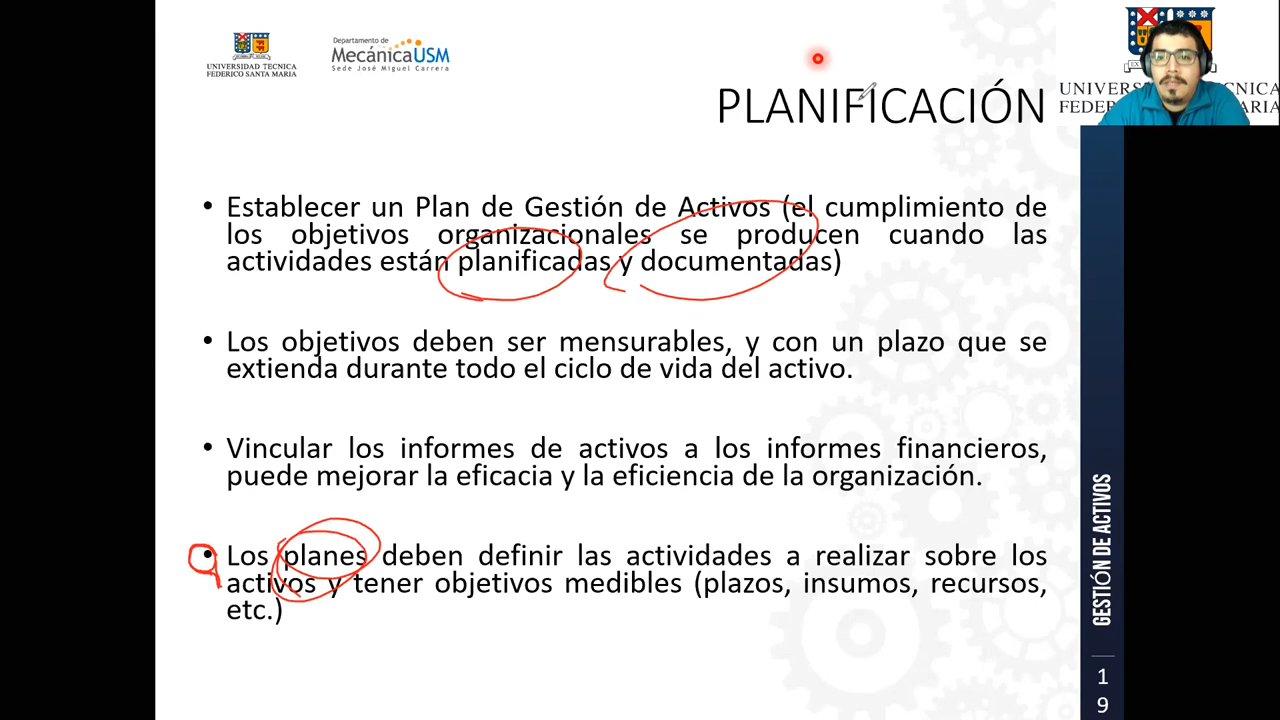 UNIVERSIDAD TECNICA
FEDERICO SANTA MARIA
Departamento de
MecánicaUSM
Sede José Miguel Carrera
PLANIFICACIÓN
• Establecer un Plan de Gestión de Activos (el cumplimiento de
los objetivos organizacionales se producen cuando las
actividades están planificadas y documentadas)
• Los objetivos deben ser mensurables, y con un plazo que se
extienda durante todo el ciclo de vida del activo.
• Vincular los informes de activos a los informes financieros,
puede mejorar la eficacia y la eficiencia de la organización.
• Los planes deben definir las actividades a realizar sobre los
activos y tener objetivos medibles (plazos, insumos, recursos,
etc.)
GESTIÓN DE ACTIVOS
1
9